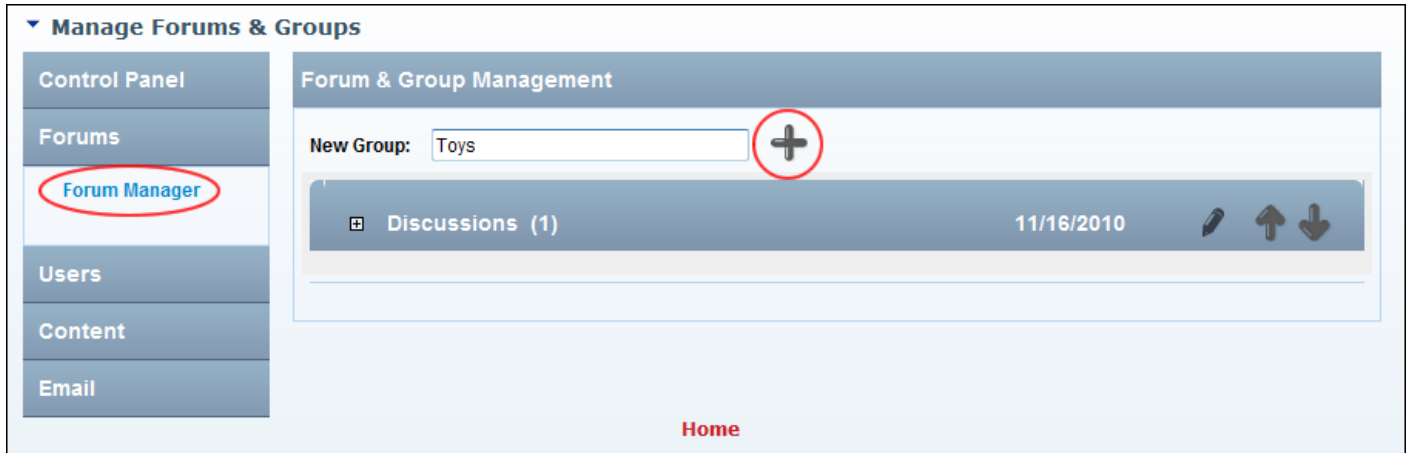 Manage Forums & Groups
Control Panel
Forums
Forum Manager
Users
Content
Email
Forum & Group Management
New Group: Toys
Discussions (1) 11/16/2010
Home